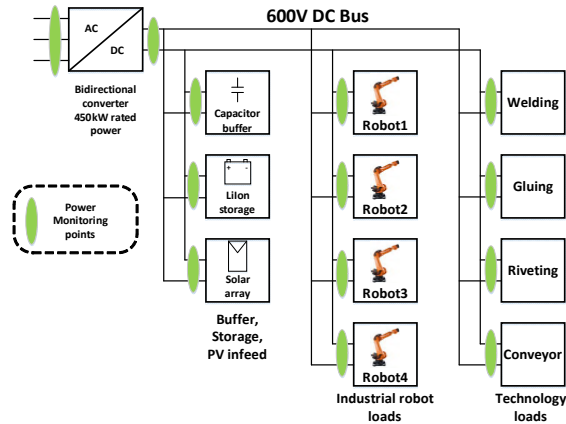 600V DC Bus
AC
DC
Bidirectional
converter
450kW rated
power
Capacitor
buffer
LiIon
storage
Solar
array
Buffer,
Storage,
PV infeed
Robot1
Robot2
Robot3
Robot4
Industrial robot
loads
Welding
Gluing
Riveting
Conveyor
Technology
loads
Power
Monitoring
points